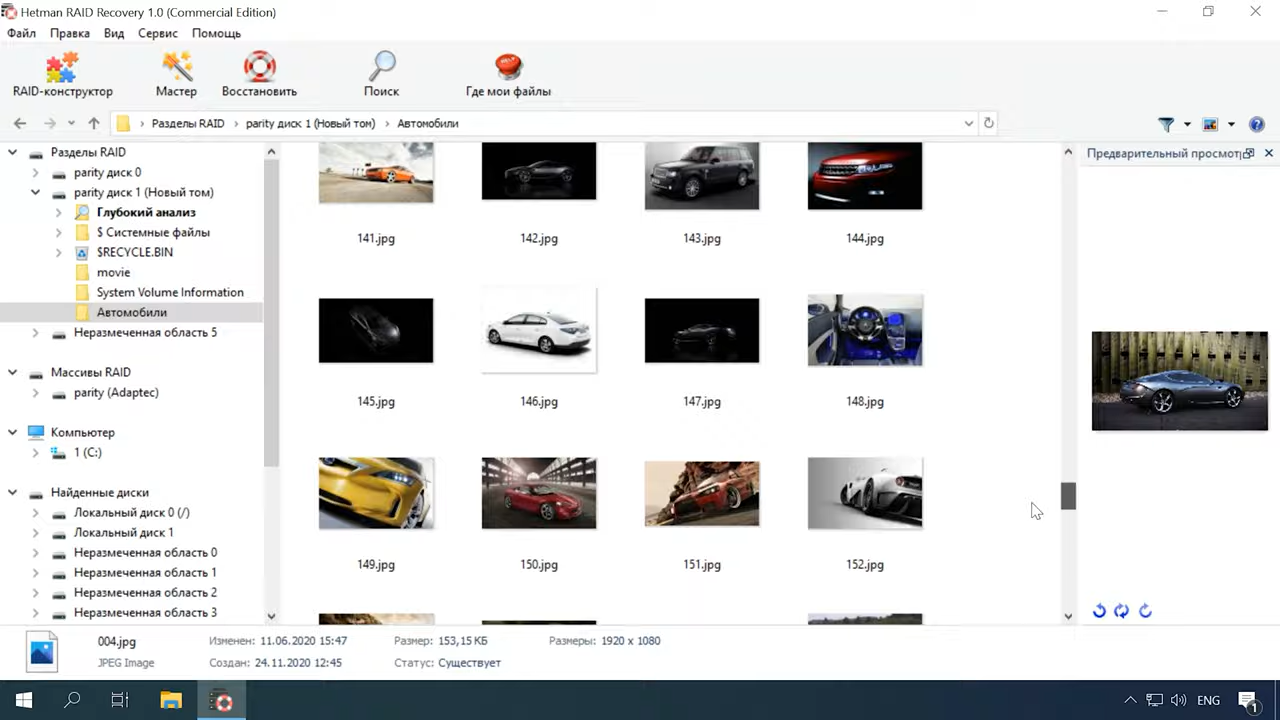 Hetman RAID Recovery 1.0 (Commercial Edition)
Файл Правка Вид Сервис Помощь
RAID-конструктор Мастер Восстановить Поиск Где мои файлы
Разделы RAID > parity диск 1 (Новый том) > Автомобили
Разделы RAID
parity диск 0
parity диск 1 (Новый том)
Глубокий анализ
$ Системные файлы
$RECYCLE.BIN
movie
System Volume Information
Автомобили
Неразмеченная область 5
Массивы RAID
parity (Adaptec)
Компьютер
1 (C:)
Найденные диски
Локальный диск 0 (/)
Локальный диск 1
Неразмеченная область 0
Неразмеченная область 1
Неразмеченная область 2
Неразмеченная область 3
141.jpg 142.jpg 143.jpg 144.jpg
145.jpg 146.jpg 147.jpg 148.jpg
149.jpg 150.jpg 151.jpg 152.jpg
Предварительный просмотр
004.jpg Изменен: 11.06.2020 15:47 Размер: 153,15 КБ Размеры: 1920 x 1080
JPEG Image Создан: 24.11.2020 12:45 Статус: Существует
ENG 1